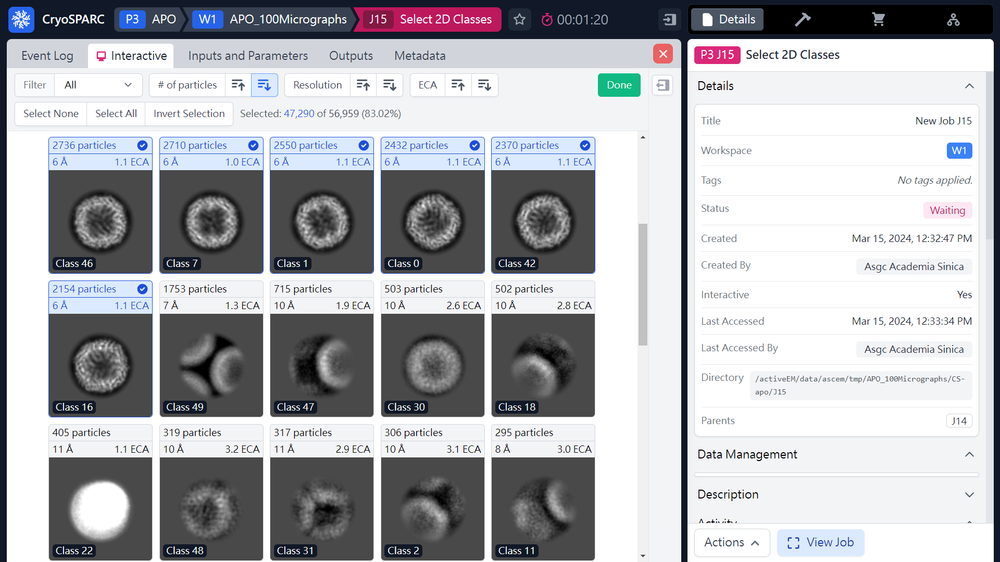 CryoSPARC P3 APO W1 APO_100Micrographs J15 Select 2D Classes 00:01:20 Details
Event Log Interactive Inputs and Parameters Outputs Metadata
Filter All # of particles Resolution ECA Done
Select None Select All Invert Selection Selected: 47,290 of 56,959 (83.02%)
2736 particles 2710 particles 2550 particles 2432 particles 2370 particles
6 Å 1.1 ECA 6 Å 1.0 ECA 6 Å 1.1 ECA 6 Å 1.1 ECA 6 Å 1.1 ECA
Class 46 Class 7 Class 1 Class 0 Class 42
2154 particles 1753 particles 715 particles 503 particles 502 particles
6 Å 1.1 ECA 7 Å 1.3 ECA 10 Å 1.9 ECA 10 Å 2.6 ECA 10 Å 2.8 ECA
Class 16 Class 49 Class 47 Class 30 Class 18
405 particles 319 particles 317 particles 306 particles 295 particles
11 Å 1.1 ECA 10 Å 3.2 ECA 11 Å 2.9 ECA 10 Å 3.1 ECA 8 Å 3.0 ECA
Class 22 Class 48 Class 31 Class 2 Class 11
P3 J15 Select 2D Classes
Details
Title New Job J15
Workspace W1
Tags No tags applied.
Status Waiting
Created Mar 15, 2024, 12:32:47 PM
Created By Asgc Academia Sinica
Interactive Yes
Last Accessed Mar 15, 2024, 12:33:34 PM
Last Accessed By Asgc Academia Sinica
Directory /activeEM/data/ascem/tmp/APO_100Micrographs/CS-
apo/J15
Parents J14
Data Management
Description
Activity
Actions View Job